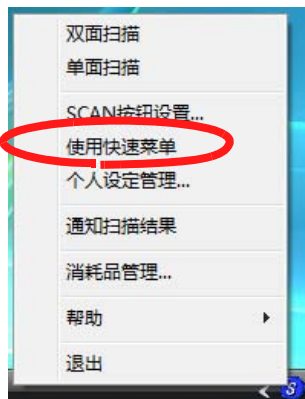 双面扫描
单面扫描
SCAN按钮设置...
使用快速菜单
个人设定管理...
通知扫描结果
消耗品管理...
帮助
退出
S